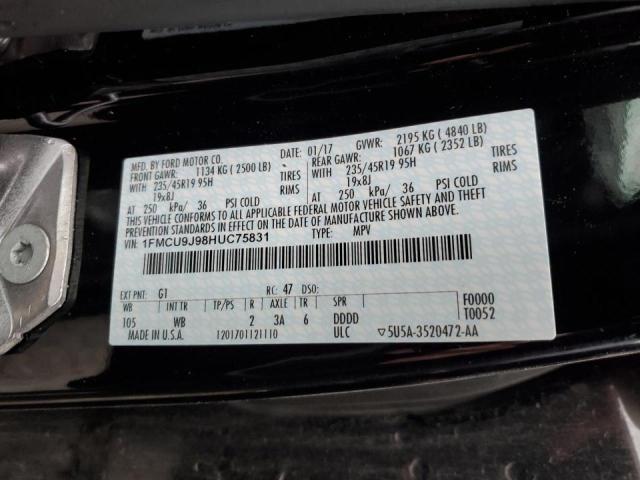 MFD. BY FORD MOTOR CO.
DATE: 01/17 GVWR: 2195 KG ( 4840 LB)
FRONT GAWR: 1134 KG ( 2500 LB) REAR GAWR: 1067 KG ( 2352 LB)
WITH 235/45R19 95H TIRES WITH 235/45R19 95H TIRES
19x8J RIMS 19x8J RIMS
AT 250 kPa/ 36 PSI COLD AT 250 kPa/ 36 PSI COLD
THIS VEHICLE CONFORMS TO ALL APPLICABLE FEDERAL MOTOR VEHICLE SAFETY AND THEFT
PREVENTION STANDARDS IN EFFECT ON THE DATE OF MANUFACTURE SHOWN ABOVE.
VIN: 1FMCU9J98HUC75831 TYPE: MPV
EXT PNT: G1 RC: 47 DSO: F0000
WB INT TR TP/PS R AXLE TR SPR T0052
105 WB 2 3A 6 DDDD
MADE IN U.S.A. 1201701121110 ULC ▽5U5A-3520472-AA